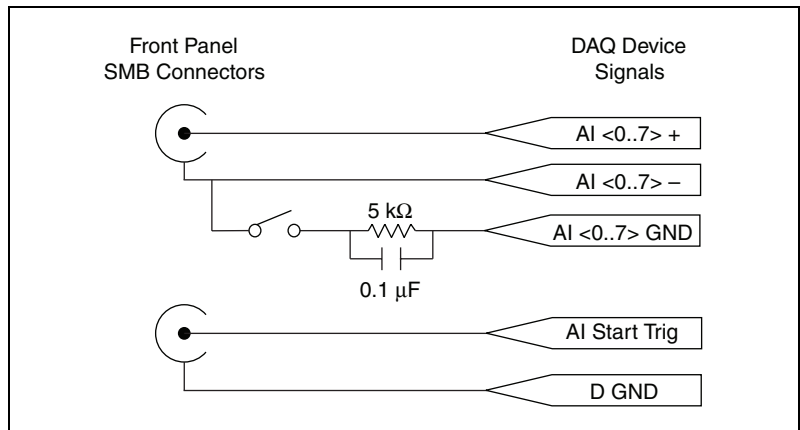 Front Panel
SMB Connectors
DAQ Device
Signals
AI <0..7> +
AI <0..7> –
5 kΩ
AI <0..7> GND
0.1 μF
AI Start Trig
D GND